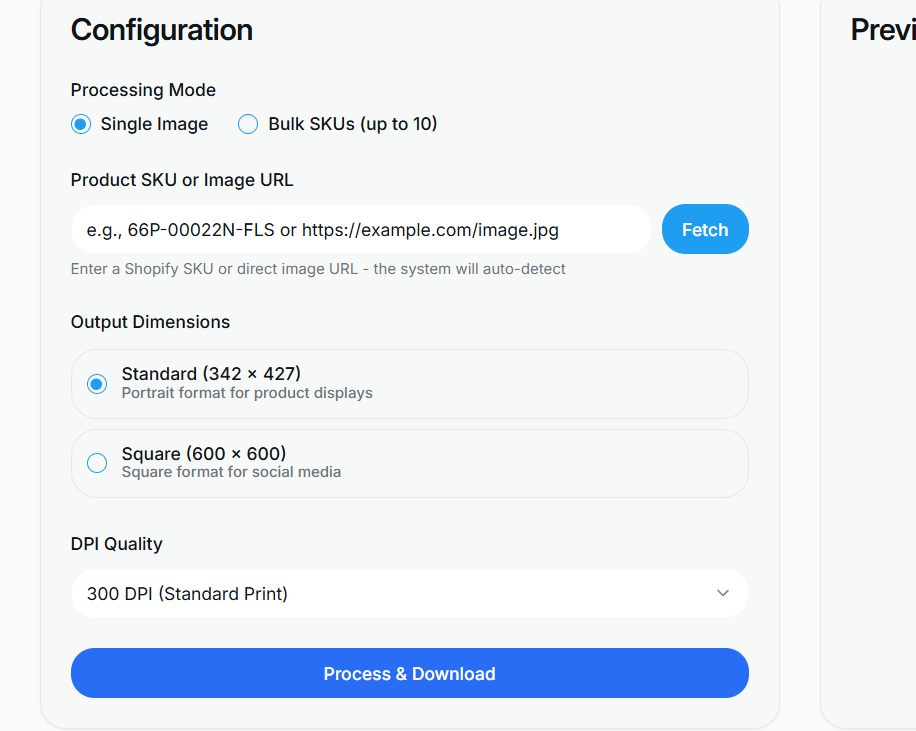 Configuration
Previ
Processing Mode
Single Image
Bulk SKUs (up to 10)
Product SKU or Image URL
e.g., 66P-00022N-FLS or https://example.com/image.jpg
Fetch
Enter a Shopify SKU or direct image URL - the system will auto-detect
Output Dimensions
Standard (342 × 427)
Portrait format for product displays
Square (600 × 600)
Square format for social media
DPI Quality
300 DPI (Standard Print)
Process & Download